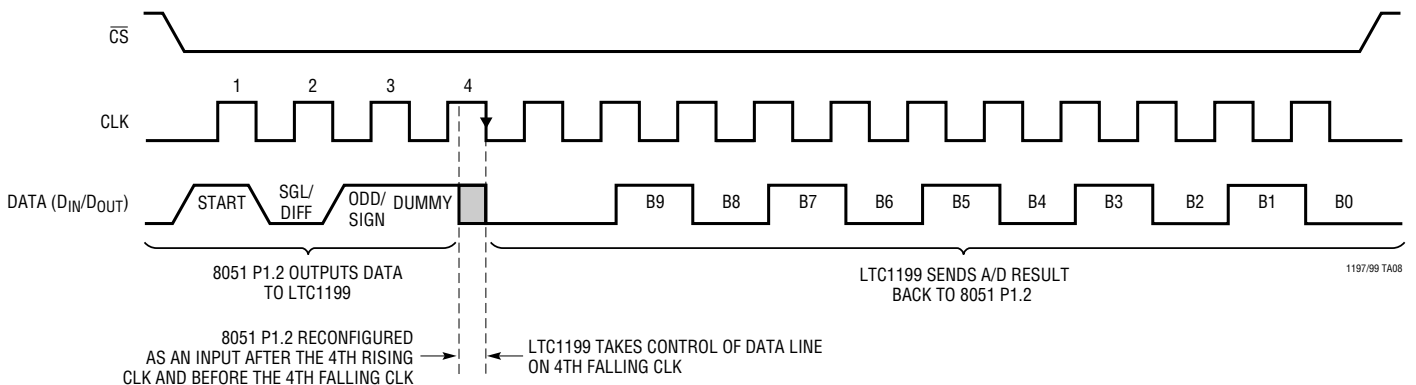 CS
1 2 3 4
CLK
DATA (DIN/DOUT)
START
SGL/
DIFF
ODD/
SIGN
DUMMY
B9 B8 B7 B6 B5 B4 B3 B2 B1 B0
8051 P1.2 OUTPUTS DATA
TO LTC1199
LTC1199 SENDS A/D RESULT
BACK TO 8051 P1.2
1197/99 TA08
8051 P1.2 RECONFIGURED
AS AN INPUT AFTER THE 4TH RISING
CLK AND BEFORE THE 4TH FALLING CLK
LTC1199 TAKES CONTROL OF DATA LINE
ON 4TH FALLING CLK